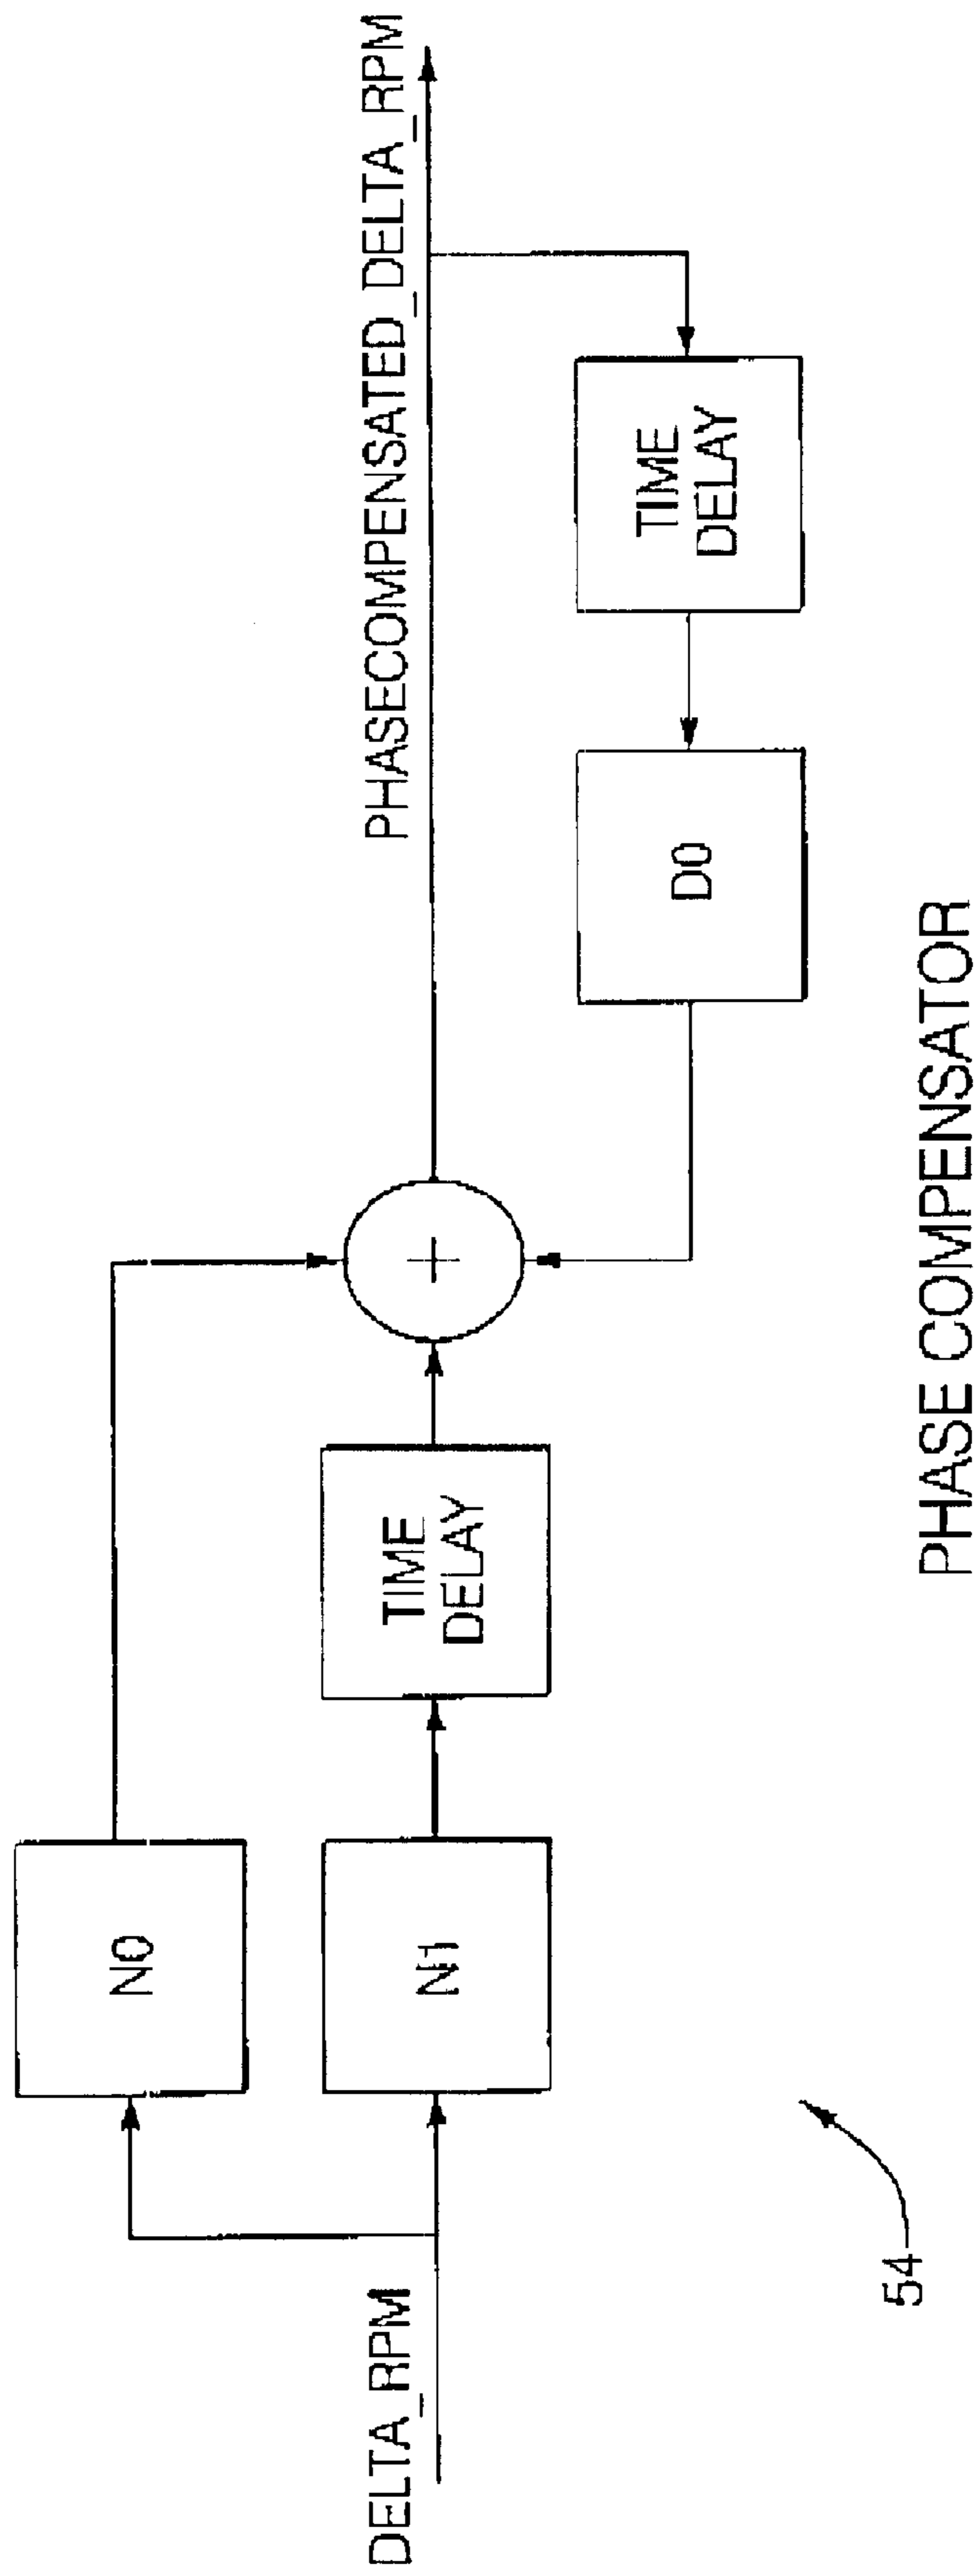 PHASECOMPENSATED_DELTA_RPM
N0
DELTA_RPM
N1
TIME
DELAY
+
D0
TIME
DELAY
54
PHASE COMPENSATOR